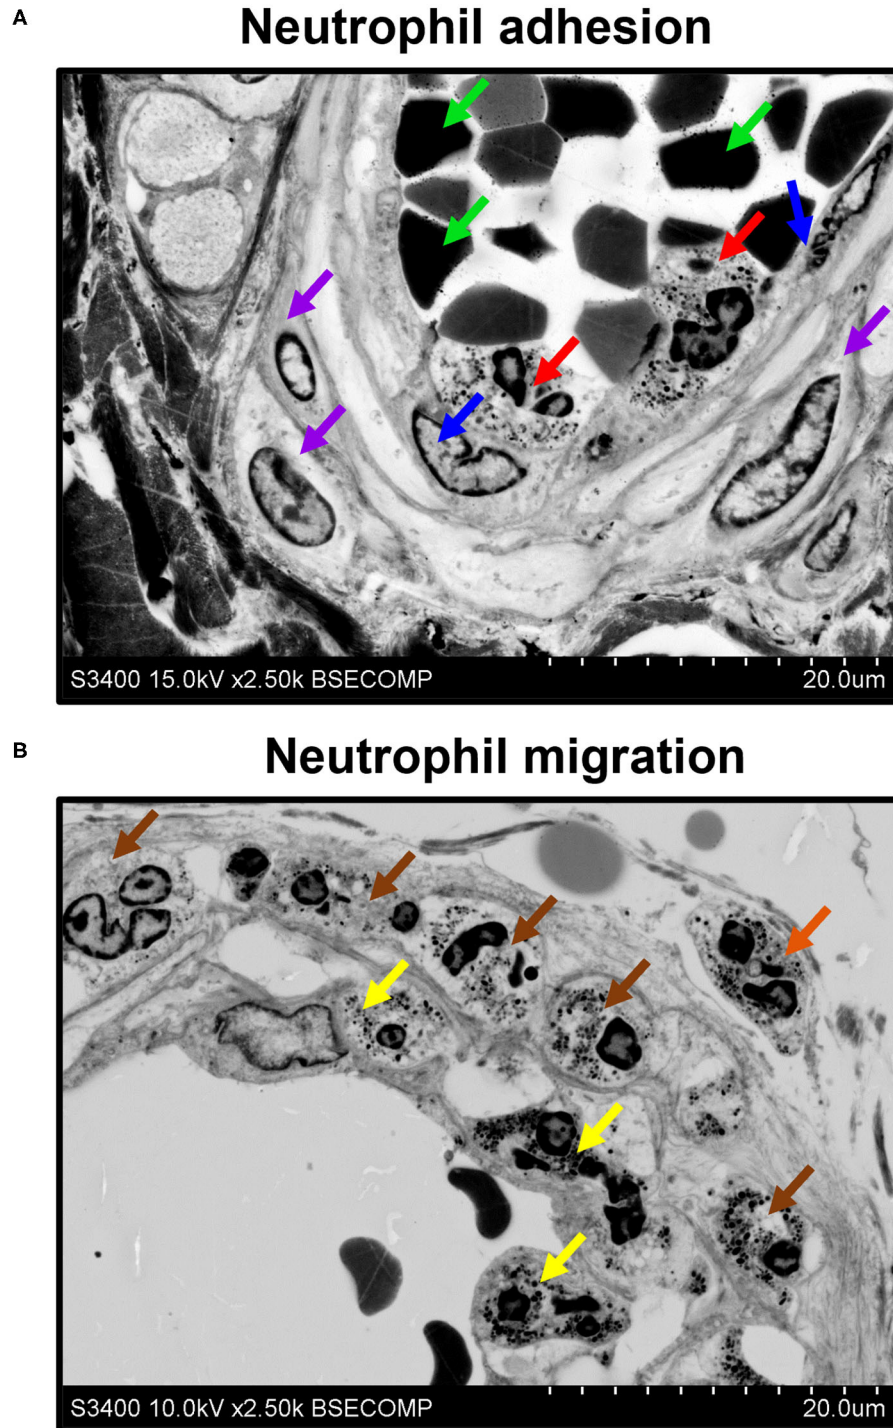 A
Neutrophil adhesion
S3400 15.0kV x2.50k BSECOMP 20.0um
B
Neutrophil migration
S3400 10.0kV x2.50k BSECOMP 20.0um